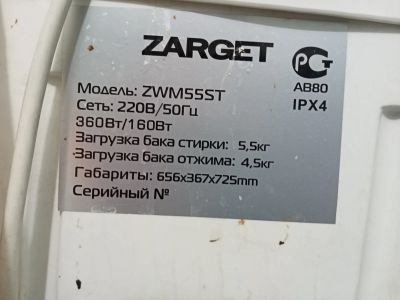 ZARGET
РСТ
АВ80
IPX4
Модель: ZWM55ST
Сеть: 220В/50Гц
360Вт/160Вт
Загрузка бака стирки: 5,5кг
Загрузка бака отжима: 4,5кг
Габариты: 656x367x725mm
Серийный №